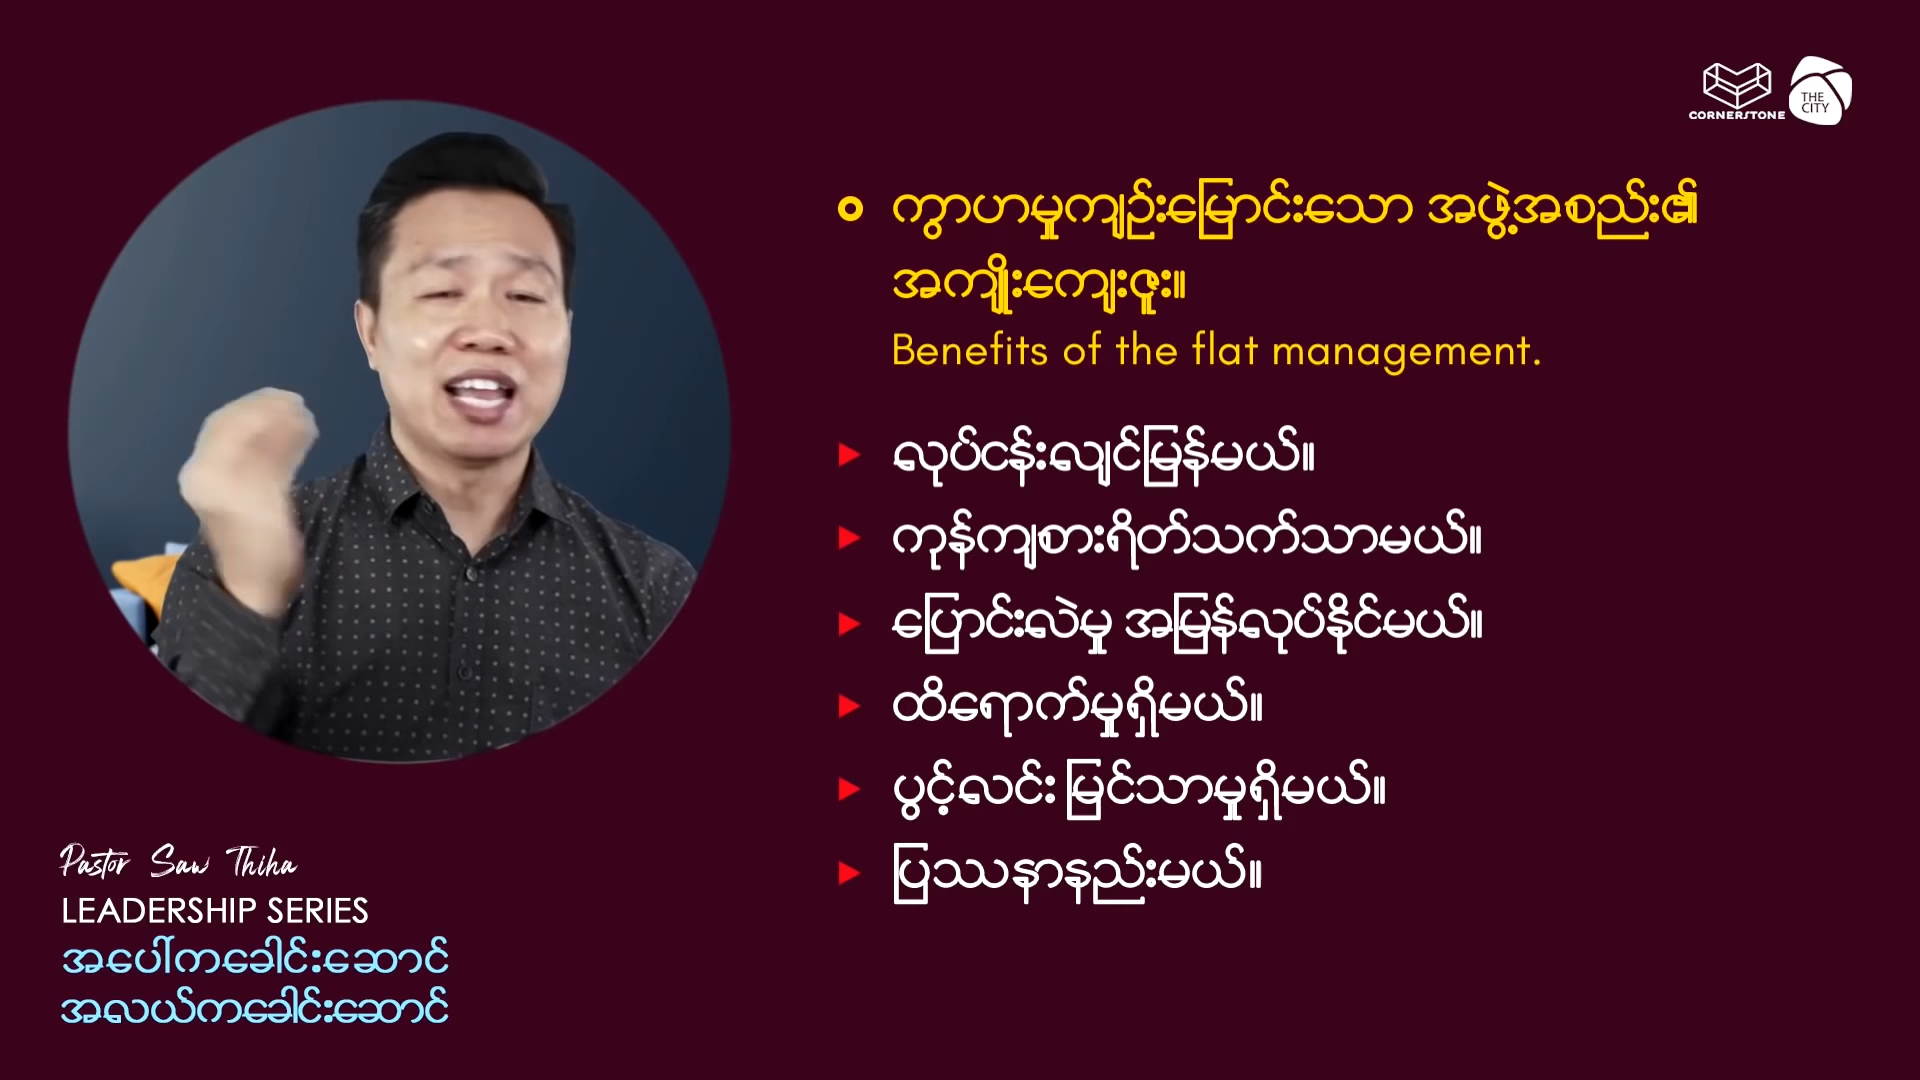 CORNERSTONE
THE
CITY
ကွာဟမှုကျဉ်းမြောင်းသော အဖွဲ့အစည်း၏
အကျိုးကျေးဇူး။
Benefits of the flat management.
လုပ်ငန်းလျင်မြန်မယ်။
ကုန်ကျစားရိတ်သက်သာမယ်။
ပြောင်းလဲမှု အမြန်လုပ်နိုင်မယ်။
ထိရောက်မှုရှိမယ်။
ပွင့်လင်း မြင်သာမှုရှိမယ်။
ပြဿနာနည်းမယ်။
Pastor Saw Thiha
LEADERSHIP SERIES
အပေါ်ကခေါင်းဆောင်
အလယ်ကခေါင်းဆောင်